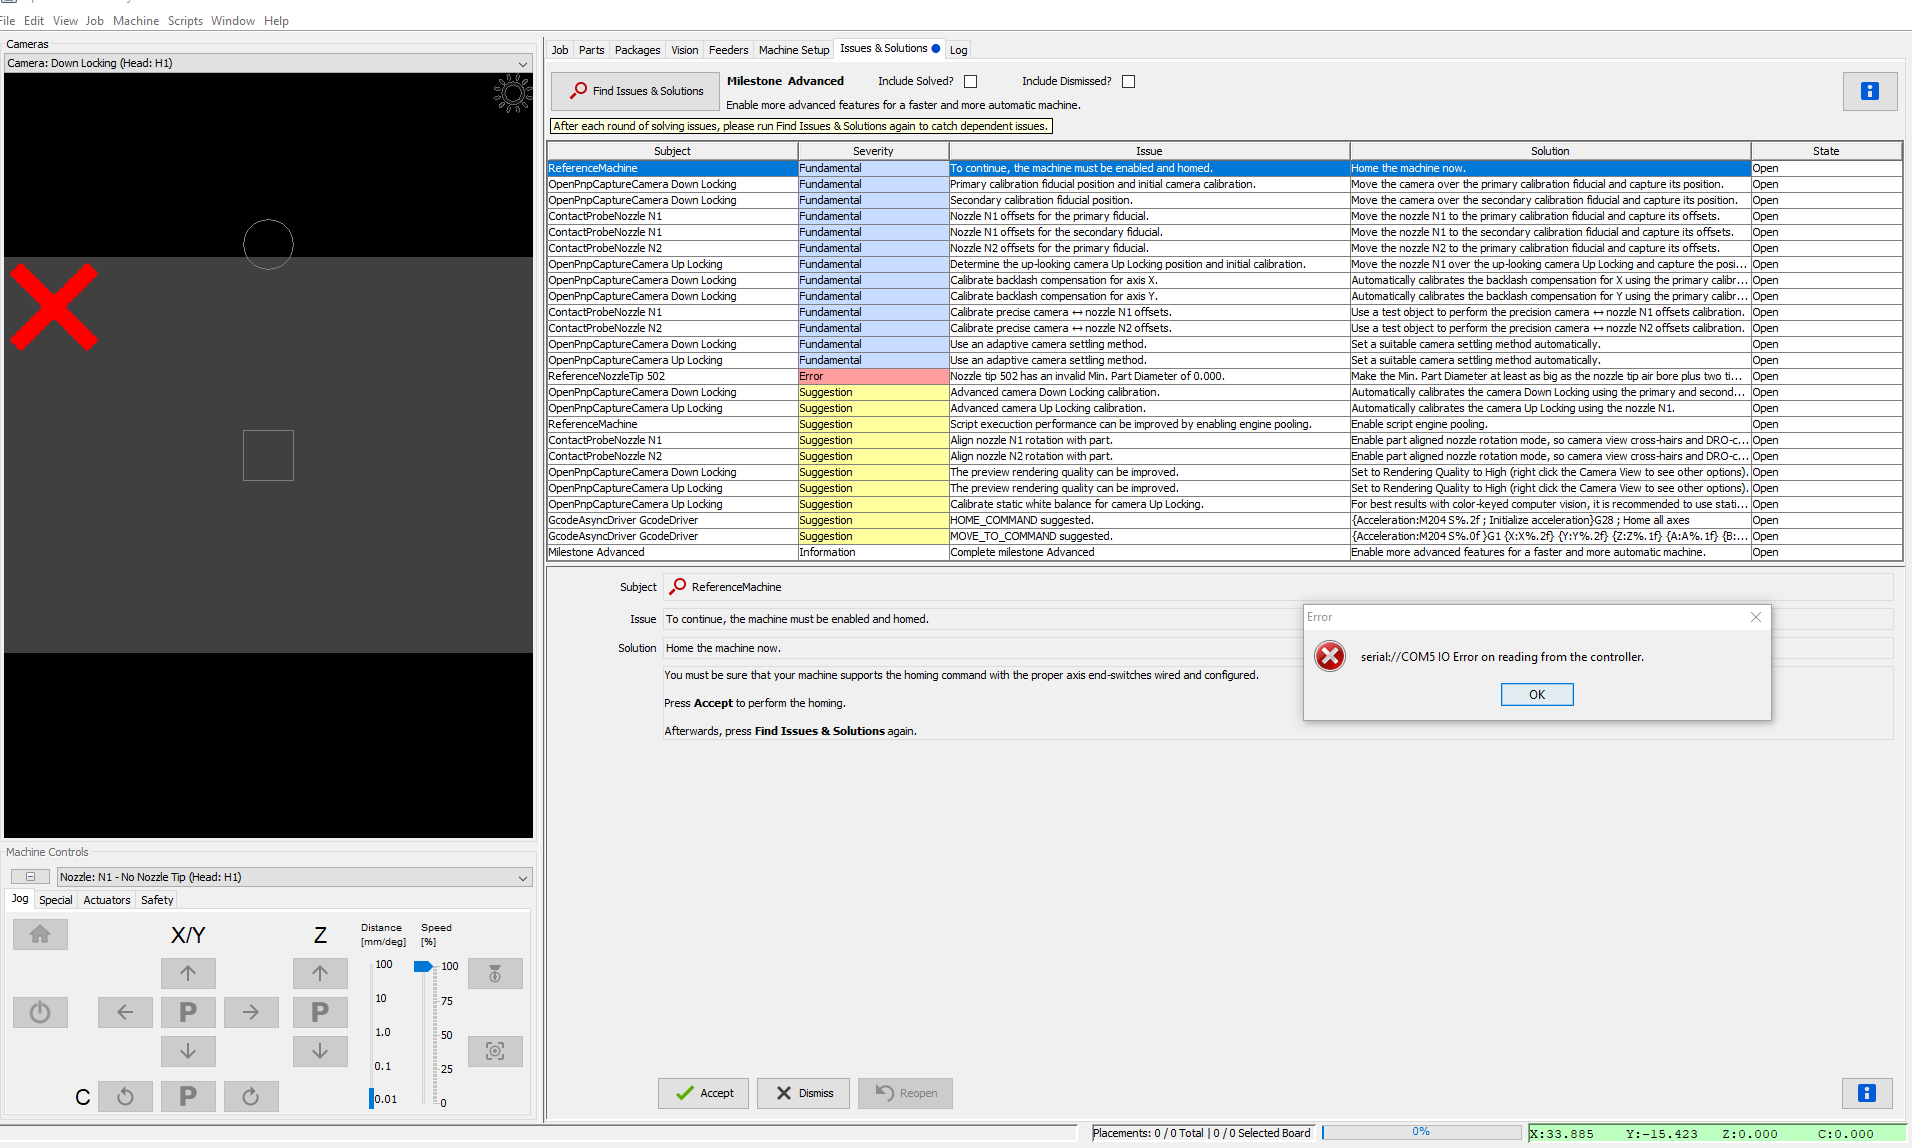 File Edit View Job Machine Scripts Window Help
Cameras
Camera: Down Locking (Head: H1)
Job Parts Packages Vision Feeders Machine Setup Issues & Solutions Log
Find Issues & Solutions
Milestone Advanced Include Solved? Include Dismissed?
Enable more advanced features for a faster and more automatic machine.
After each round of solving issues, please run Find Issues & Solutions again to catch dependent issues.
Subject Severity Issue Solution State
ReferenceMachine Fundamental To continue, the machine must be enabled and homed. Home the machine now. Open
OpenPnpCaptureCamera Down Locking Fundamental Primary calibration fiducial position and initial camera calibration. Move the camera over the primary calibration fiducial and capture its position. Open
OpenPnpCaptureCamera Down Locking Fundamental Secondary calibration fiducial position. Move the camera over the secondary calibration fiducial and capture its position. Open
ContactProbeNozzle N1 Fundamental Nozzle N1 offsets for the primary fiducial. Move the nozzle N1 to the primary calibration fiducial and capture its offsets. Open
ContactProbeNozzle N1 Fundamental Nozzle N1 offsets for the secondary fiducial. Move the nozzle N1 to the secondary calibration fiducial and capture its offsets. Open
ContactProbeNozzle N2 Fundamental Nozzle N2 offsets for the primary fiducial. Move the nozzle N2 to the primary calibration fiducial and capture its offsets. Open
OpenPnpCaptureCamera Up Locking Fundamental Determine the up-looking camera Up Locking position and initial calibration. Move the nozzle N1 over the up-looking camera Up Locking and capture the posi... Open
OpenPnpCaptureCamera Down Locking Fundamental Calibrate backlash compensation for axis X. Automatically calibrates the backlash compensation for X using the primary calibr... Open
OpenPnpCaptureCamera Down Locking Fundamental Calibrate backlash compensation for axis Y. Automatically calibrates the backlash compensation for Y using the primary calibr... Open
ContactProbeNozzle N1 Fundamental Calibrate precise camera ↔ nozzle N1 offsets. Use a test object to perform the precision camera ↔ nozzle N1 offsets calibration. Open
ContactProbeNozzle N2 Fundamental Calibrate precise camera ↔ nozzle N2 offsets. Use a test object to perform the precision camera ↔ nozzle N2 offsets calibration. Open
OpenPnpCaptureCamera Down Locking Fundamental Use an adaptive camera settling method. Set a suitable camera settling method automatically. Open
OpenPnpCaptureCamera Up Locking Fundamental Use an adaptive camera settling method. Set a suitable camera settling method automatically. Open
ReferenceNozzleTip 502 Error Nozzle tip 502 has an invalid Min. Part Diameter of 0.000. Make the Min. Part Diameter at least as big as the nozzle tip air bore plus two ti... Open
OpenPnpCaptureCamera Down Locking Suggestion Advanced camera Down Locking calibration. Automatically calibrates the camera Down Locking using the primary and second... Open
OpenPnpCaptureCamera Up Locking Suggestion Advanced camera Up Locking calibration. Automatically calibrates the camera Up Locking using the nozzle N1. Open
ReferenceMachine Suggestion Script execution performance can be improved by enabling engine pooling. Enable script engine pooling. Open
ContactProbeNozzle N1 Suggestion Align nozzle N1 rotation with part. Enable part aligned nozzle rotation mode, so camera view cross-hairs and DRO-c... Open
ContactProbeNozzle N2 Suggestion Align nozzle N2 rotation with part. Enable part aligned nozzle rotation mode, so camera view cross-hairs and DRO-c... Open
OpenPnpCaptureCamera Down Locking Suggestion The preview rendering quality can be improved. Set to Rendering Quality to High (right click the Camera View to see other options). Open
OpenPnpCaptureCamera Up Locking Suggestion The preview rendering quality can be improved. Set to Rendering Quality to High (right click the Camera View to see other options). Open
OpenPnpCaptureCamera Up Locking Suggestion Calibrate static white balance for camera Up Locking. For best results with color-keyed computer vision, it is recommended to use stati... Open
GcodeAsyncDriver GcodeDriver Suggestion HOME_COMMAND suggested. {Acceleration:M204 S%.2f ; Initialize acceleration}G28 ; Home all axes Open
GcodeAsyncDriver GcodeDriver Suggestion MOVE_TO_COMMAND suggested. {Acceleration:M204 S%.0f }G1 {X:X%.2f} {Y:Y%.2f} {Z:Z%.1f} {A:A%.1f} {B:... Open
Milestone Advanced Information Complete milestone Advanced Enable more advanced features for a faster and more automatic machine. Open
Subject ReferenceMachine
Issue To continue, the machine must be enabled and homed.
Solution Home the machine now.
You must be sure that your machine supports the homing command with the proper axis end-switches wired and configured.
Press Accept to perform the homing.
Afterwards, press Find Issues & Solutions again.
Error
serial://COM5 IO Error on reading from the controller.
OK
Machine Controls
Nozzle: N1 - No Nozzle Tip (Head: H1)
Jog Special Actuators Safety
X/Y Z
Distance [mm/deg]
Speed [%]
100
10
1.0
0.1
0.01
100
75
50
25
0
P P
C P
Accept Dismiss Reopen
Placements: 0 / 0 Total | 0 / 0 Selected Board 0% X:33.885 Y:-15.423 Z:0.000 C:0.000